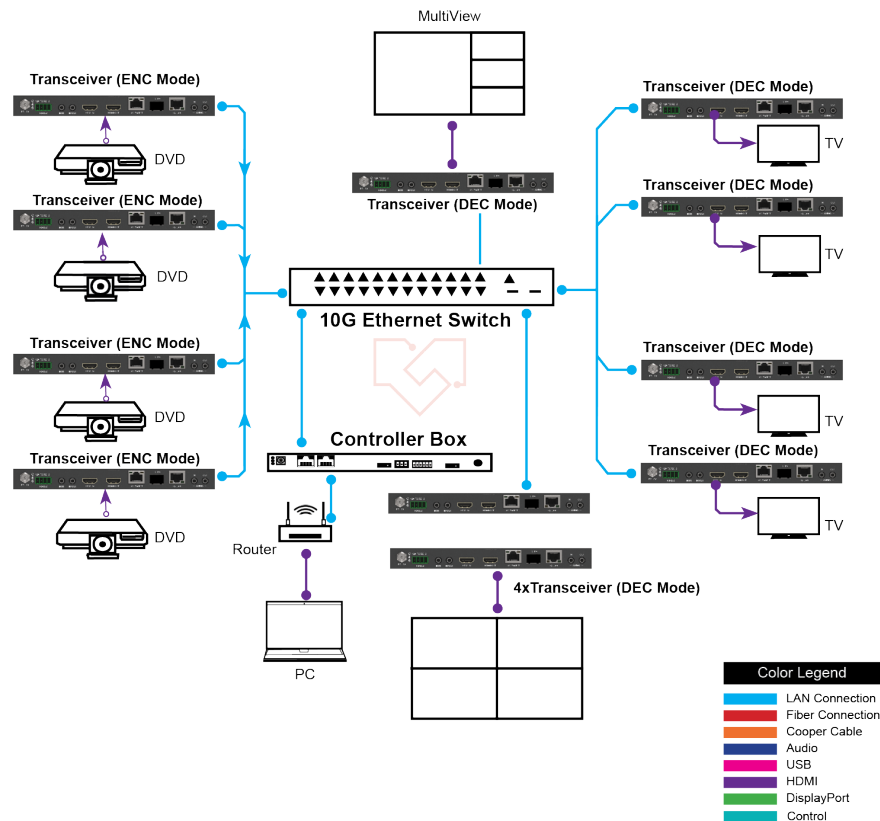 MultiView
Transceiver (ENC Mode)
Transceiver (DEC Mode)
DVD
TV
Transceiver (DEC Mode)
Transceiver (ENC Mode)
Transceiver (DEC Mode)
DVD
TV
10G Ethernet Switch
Transceiver (ENC Mode)
Transceiver (DEC Mode)
DVD
TV
Controller Box
Transceiver (ENC Mode)
Transceiver (DEC Mode)
DVD
TV
Router
4xTransceiver (DEC Mode)
PC
Color Legend
LAN Connection
Fiber Connection
Cooper Cable
Audio
USB
HDMI
DisplayPort
Control